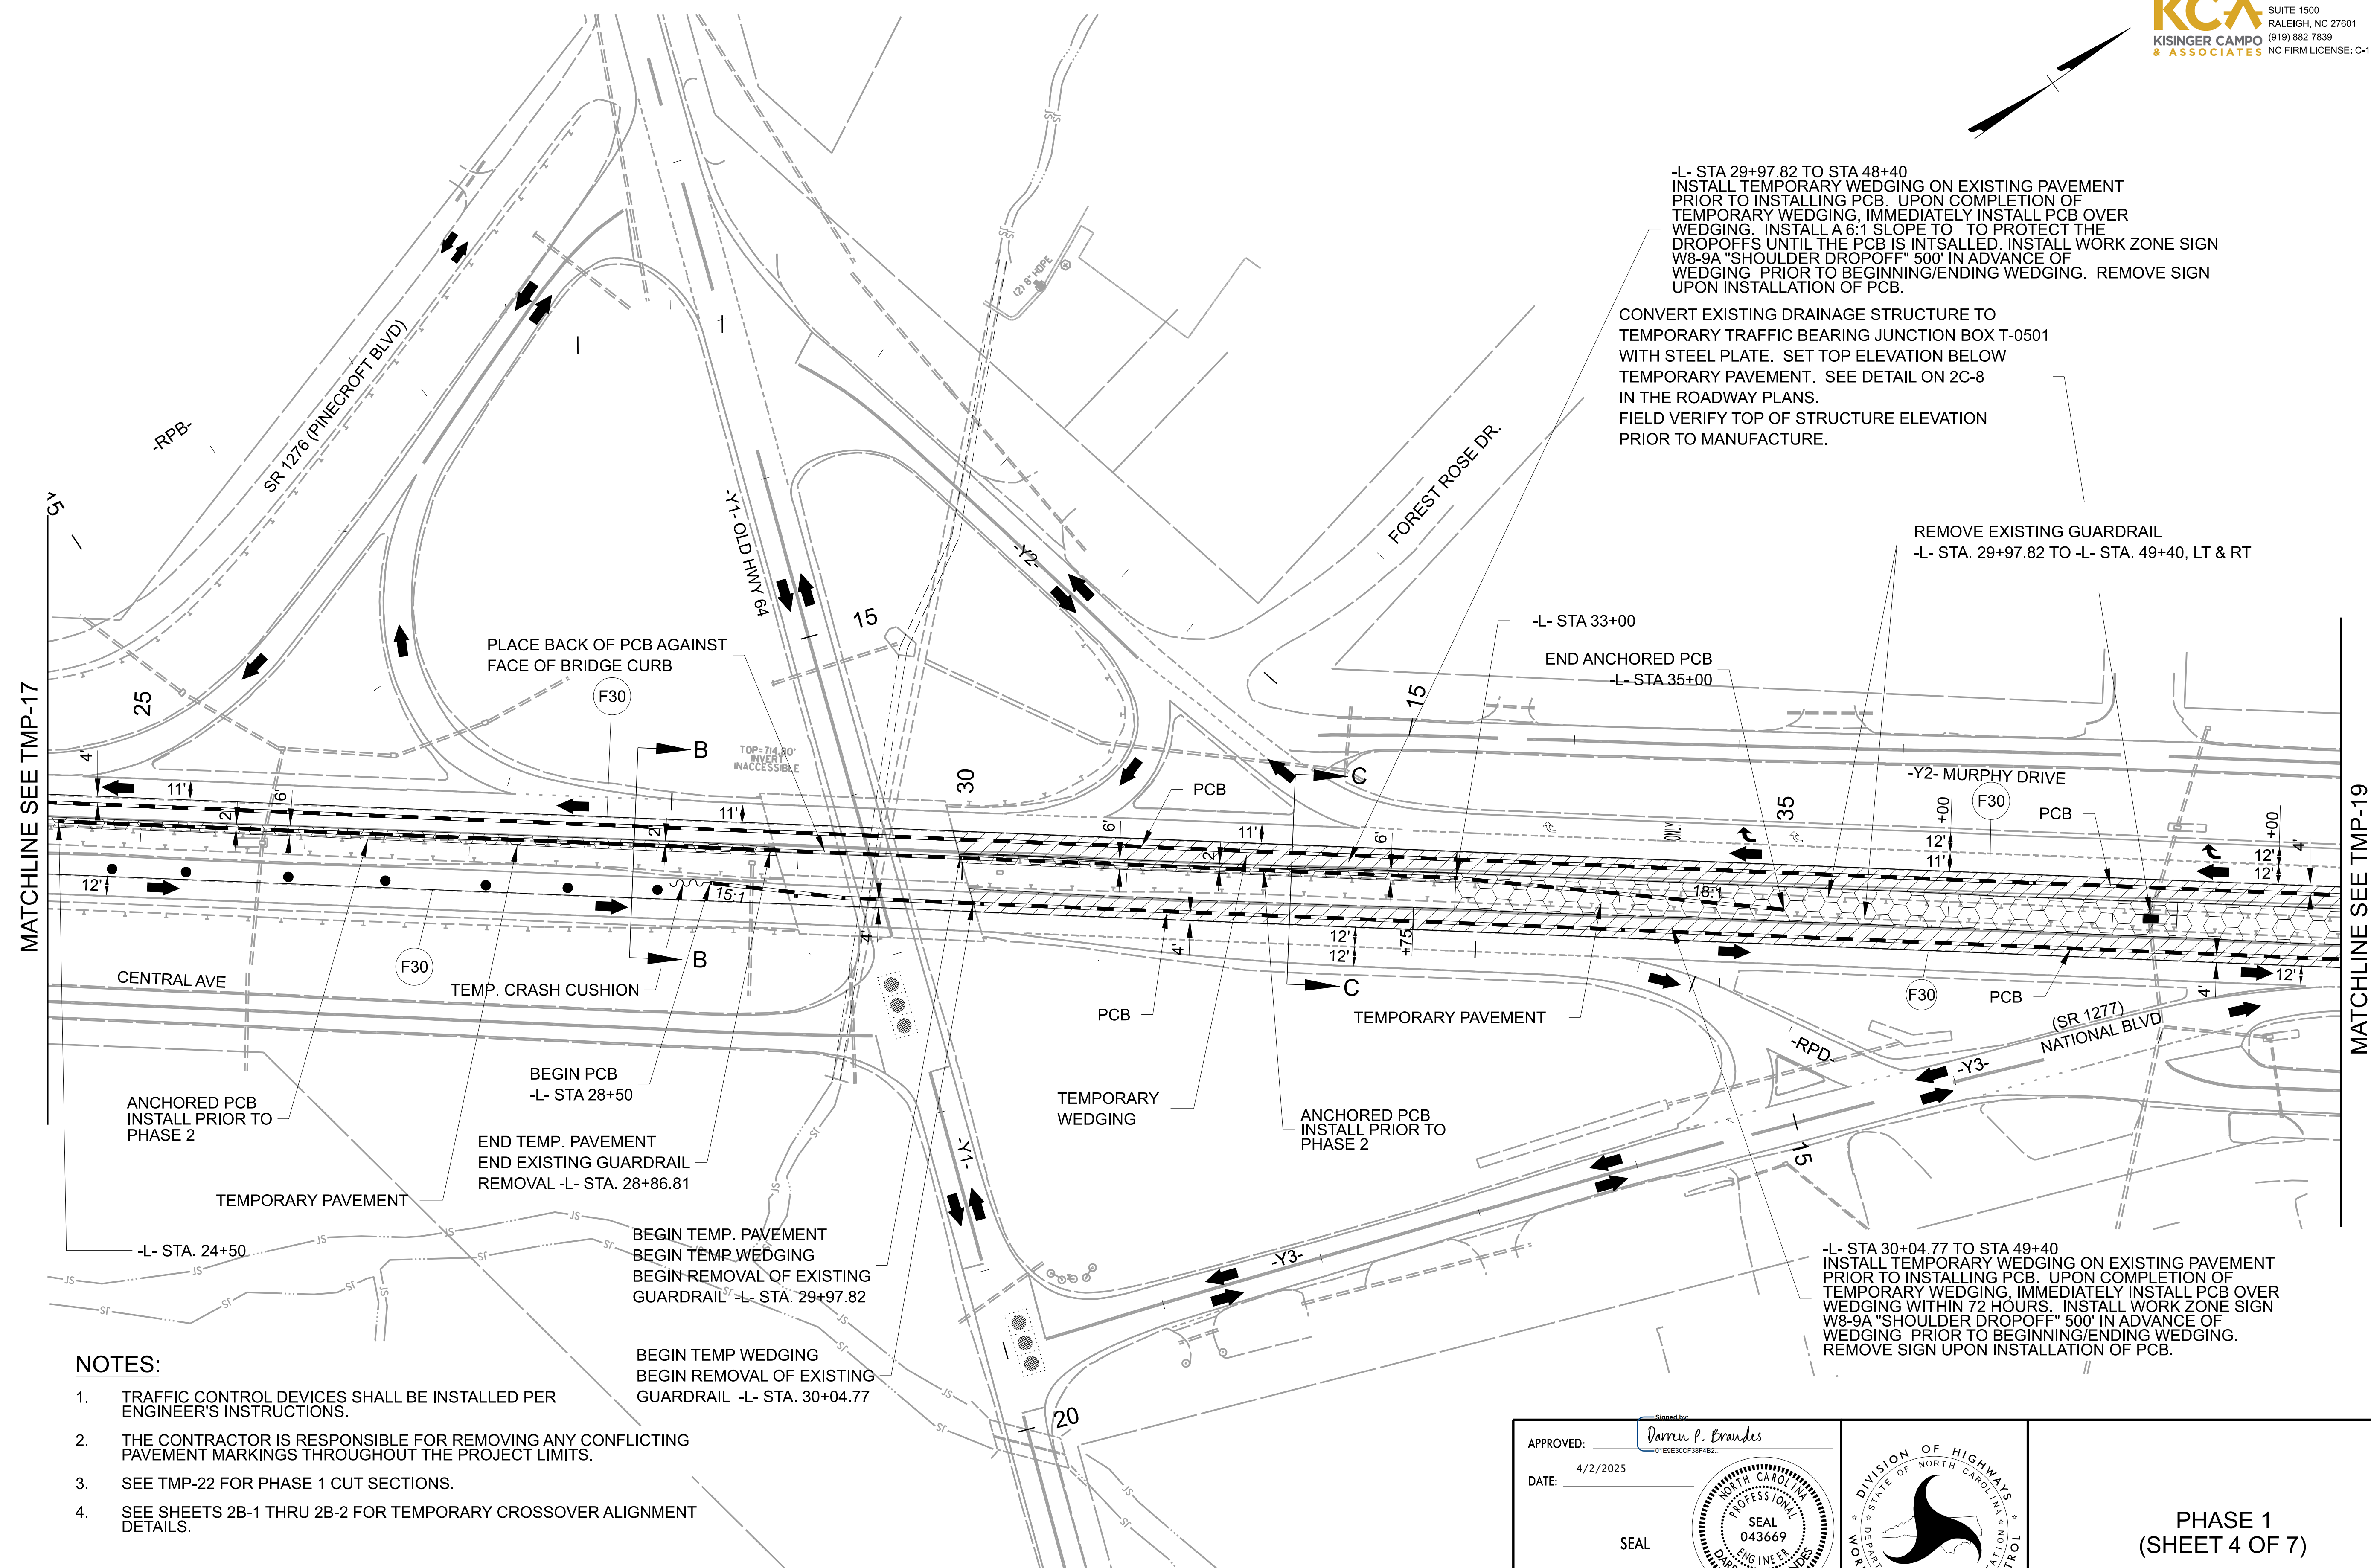 KCA
KISINGER CAMPO
& ASSOCIATES
SUITE 1500
RALEIGH, NC 27601
(919) 882-7839
NC FIRM LICENSE: C-1
-L- STA 29+97.82 TO STA 48+40
INSTALL TEMPORARY WEDGING ON EXISTING PAVEMENT
PRIOR TO INSTALLING PCB. UPON COMPLETION OF
TEMPORARY WEDGING, IMMEDIATELY INSTALL PCB OVER
WEDGING. INSTALL A 6:1 SLOPE TO TO PROTECT THE
DROPOFFS UNTIL THE PCB IS INTSALLED. INSTALL WORK ZONE SIGN
W8-9A "SHOULDER DROPOFF" 500' IN ADVANCE OF
WEDGING PRIOR TO BEGINNING/ENDING WEDGING. REMOVE SIGN
UPON INSTALLATION OF PCB.
CONVERT EXISTING DRAINAGE STRUCTURE TO
TEMPORARY TRAFFIC BEARING JUNCTION BOX T-0501
WITH STEEL PLATE. SET TOP ELEVATION BELOW
TEMPORARY PAVEMENT. SEE DETAIL ON 2C-8
IN THE ROADWAY PLANS.
FIELD VERIFY TOP OF STRUCTURE ELEVATION
PRIOR TO MANUFACTURE.
REMOVE EXISTING GUARDRAIL
-L- STA. 29+97.82 TO -L- STA. 49+40, LT & RT
(2) 8" HDPE
-RPB-
SR 1276 (PINECROFT BLVD)
-Y1- OLD HWY 64
15
-Y2-
FOREST ROSE DR.
15
-L- STA 33+00
END ANCHORED PCB
-L- STA 35+00
15
PLACE BACK OF PCB AGAINST
FACE OF BRIDGE CURB
F30
MATCHLINE SEE TMP-17
25
B
TOP=714.80'
INVERT
INACCESSIBLE
30
PCB
C
-Y2- MURPHY DRIVE
F30
PCB
35
+00
+00
ONLY
4'
11'
2'
6'
2'
11'
6'
2'
11'
6'
12'
11'
12'
12'
4'
12'
15:1
18:1
4'
4'
12'
12'
+75
4'
12'
F30
B
C
F30
PCB
MATCHLINE SEE TMP-19
CENTRAL AVE
TEMP. CRASH CUSHION
PCB
TEMPORARY PAVEMENT
(SR 1277)
NATIONAL BLVD
-RPD-
-Y3-
15
BEGIN PCB
-L- STA 28+50
ANCHORED PCB
INSTALL PRIOR TO
PHASE 2
TEMPORARY
WEDGING
ANCHORED PCB
INSTALL PRIOR TO
PHASE 2
END TEMP. PAVEMENT
END EXISTING GUARDRAIL
REMOVAL -L- STA. 28+86.81
-Y1-
TEMPORARY PAVEMENT
-L- STA. 24+50
BEGIN TEMP. PAVEMENT
BEGIN TEMP WEDGING
BEGIN REMOVAL OF EXISTING
GUARDRAIL -L- STA. 29+97.82
-Y3-
-L- STA 30+04.77 TO STA 49+40
INSTALL TEMPORARY WEDGING ON EXISTING PAVEMENT
PRIOR TO INSTALLING PCB. UPON COMPLETION OF
TEMPORARY WEDGING, IMMEDIATELY INSTALL PCB OVER
WEDGING WITHIN 72 HOURS. INSTALL WORK ZONE SIGN
W8-9A "SHOULDER DROPOFF" 500' IN ADVANCE OF
WEDGING PRIOR TO BEGINNING/ENDING WEDGING.
REMOVE SIGN UPON INSTALLATION OF PCB.
BEGIN TEMP WEDGING
BEGIN REMOVAL OF EXISTING
GUARDRAIL -L- STA. 30+04.77
20
NOTES:
1. TRAFFIC CONTROL DEVICES SHALL BE INSTALLED PER
ENGINEER'S INSTRUCTIONS.
2. THE CONTRACTOR IS RESPONSIBLE FOR REMOVING ANY CONFLICTING
PAVEMENT MARKINGS THROUGHOUT THE PROJECT LIMITS.
3. SEE TMP-22 FOR PHASE 1 CUT SECTIONS.
4. SEE SHEETS 2B-1 THRU 2B-2 FOR TEMPORARY CROSSOVER ALIGNMENT
DETAILS.
Signed by:
APPROVED: Darren P. Brandes
01E9E30CF38F4B2...
DATE: 4/2/2025
SEAL
NORTH CAROLINA
PROFESSIONAL
SEAL
043669
ENGINEER
DIVISION OF HIGHWAYS
STATE OF NORTH CAROLINA
PHASE 1
(SHEET 4 OF 7)